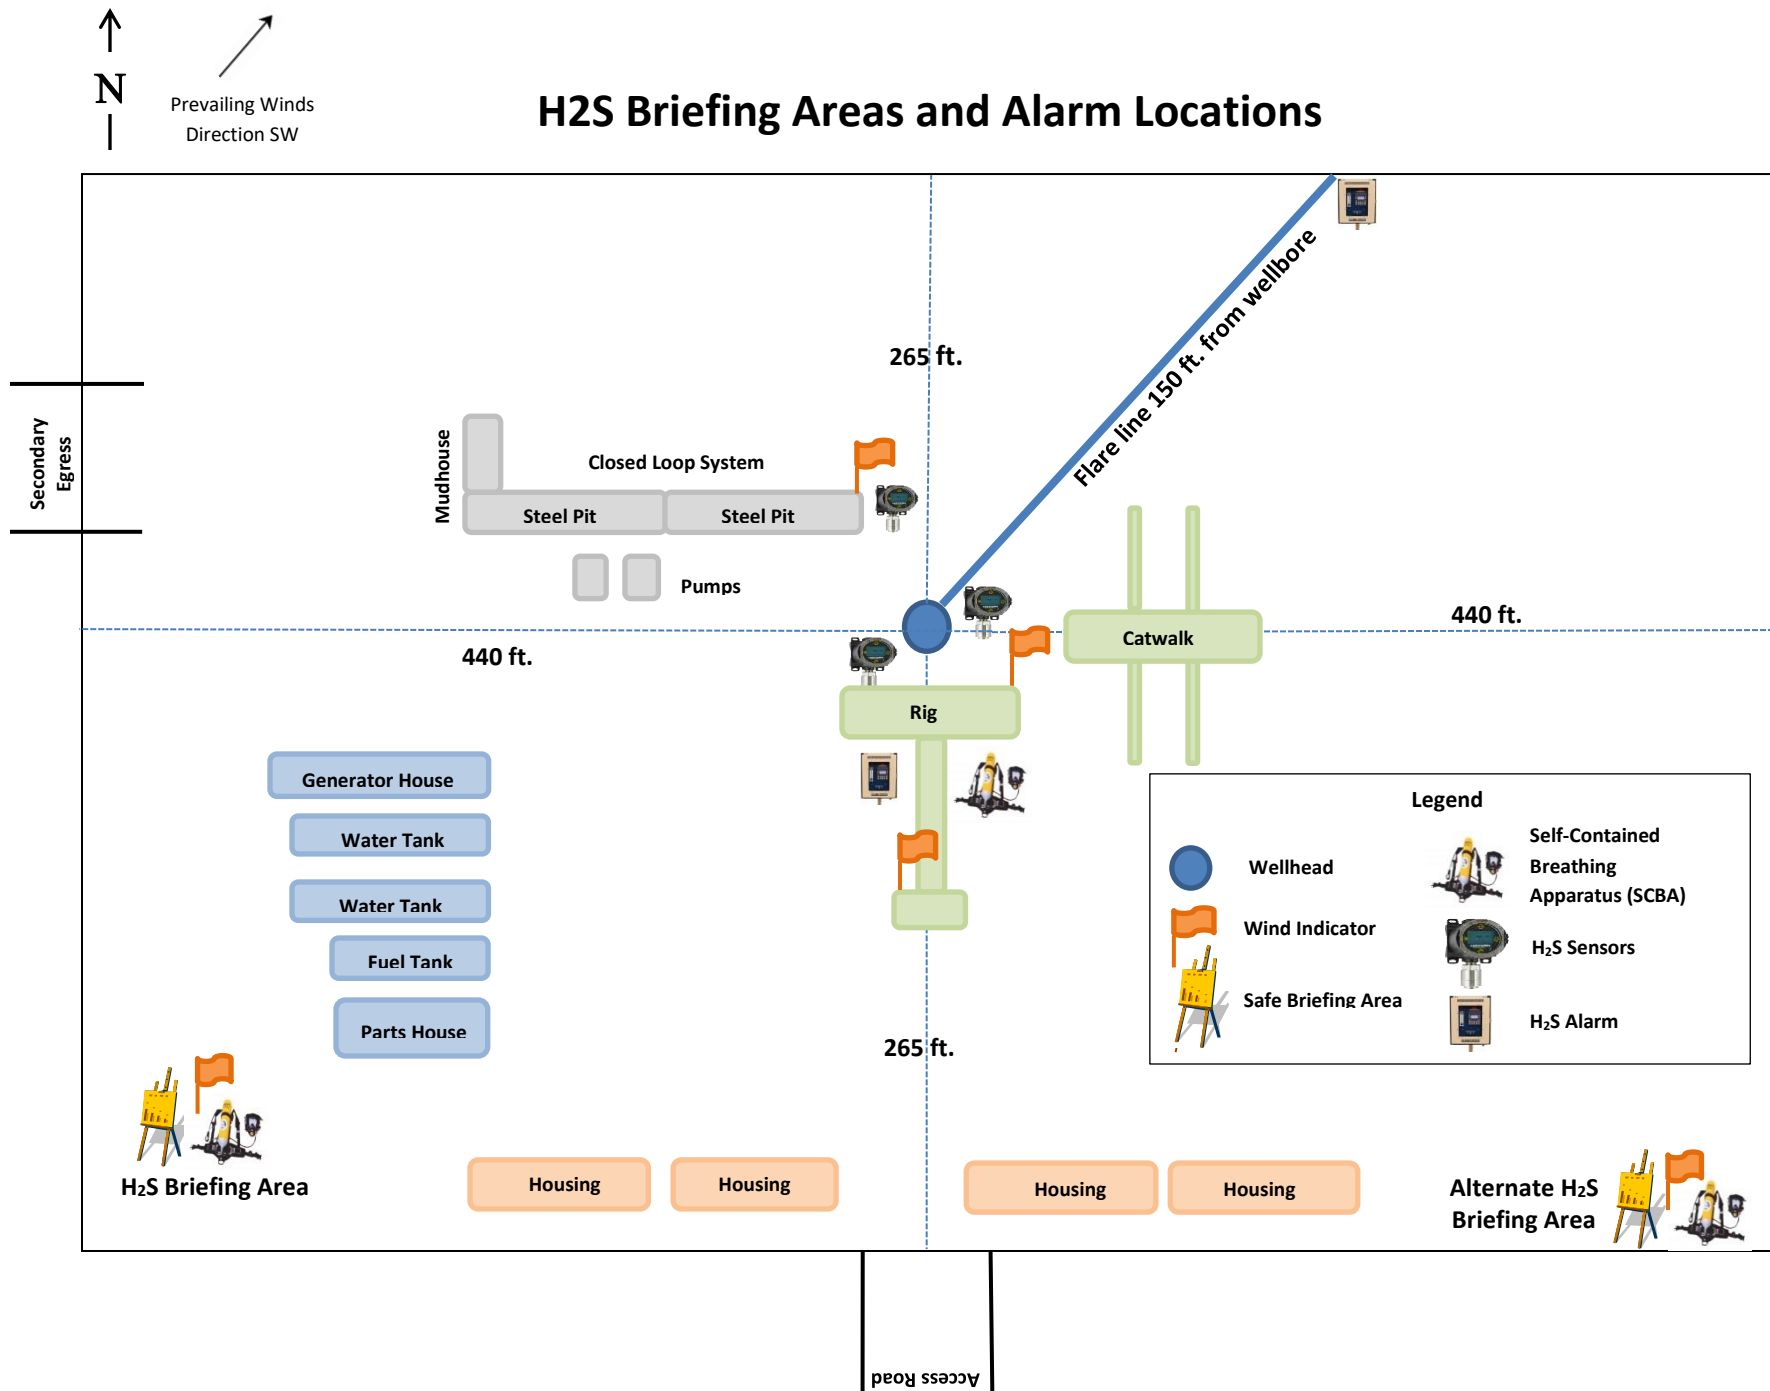 N
Prevailing Winds
Direction SW
H2S Briefing Areas and Alarm Locations
Flare line 150 ft. from wellbore
265 ft.
Secondary
Egress
Mudhouse
Closed Loop System
Steel Pit
Steel Pit
Pumps
440 ft.
440 ft.
Catwalk
Rig
Generator House
Water Tank
Water Tank
Fuel Tank
Parts House
265 ft.
Legend
Wellhead
Wind Indicator
Safe Briefing Area
Self-Contained
Breathing
Apparatus (SCBA)
H₂S Sensors
H₂S Alarm
H₂S Briefing Area
Housing
Housing
Housing
Housing
Alternate H₂S
Briefing Area
Access Road